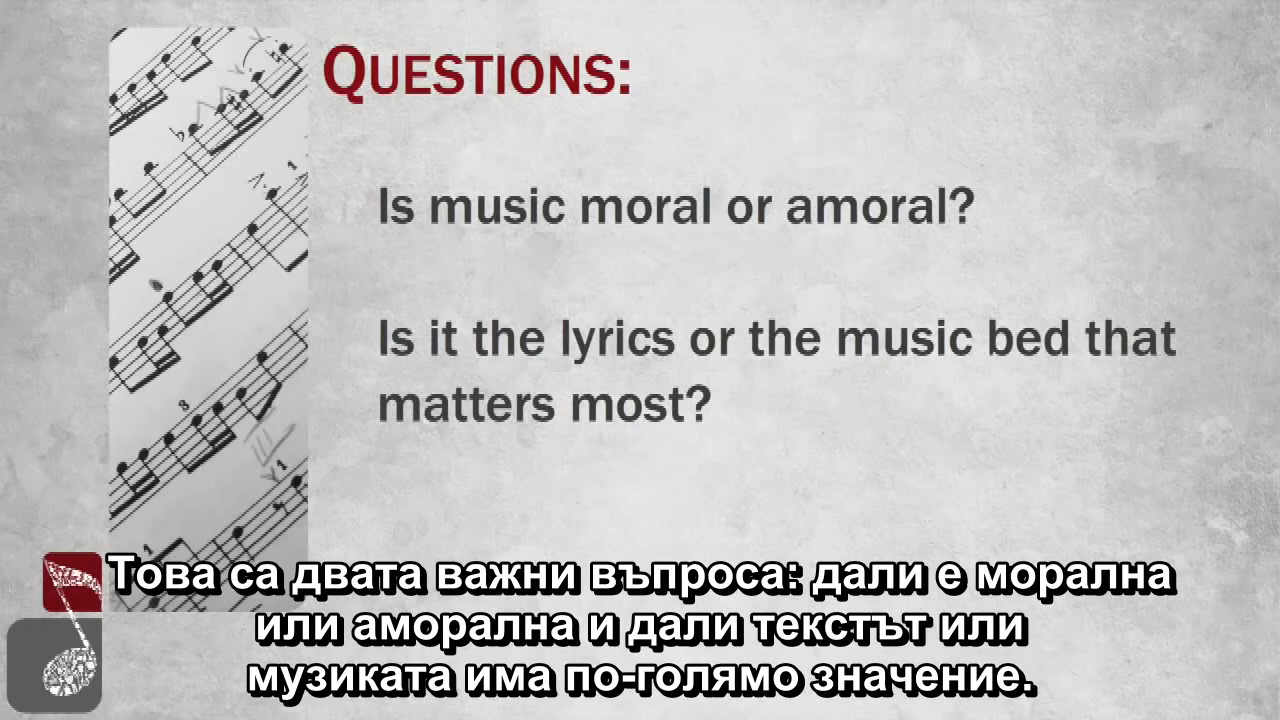 QUESTIONS:
Is music moral or amoral?
Is it the lyrics or the music bed that
matters most?
Това са двата важни въпроса: дали е морална
или аморална и дали текстът или
музиката има по-голямо значение.